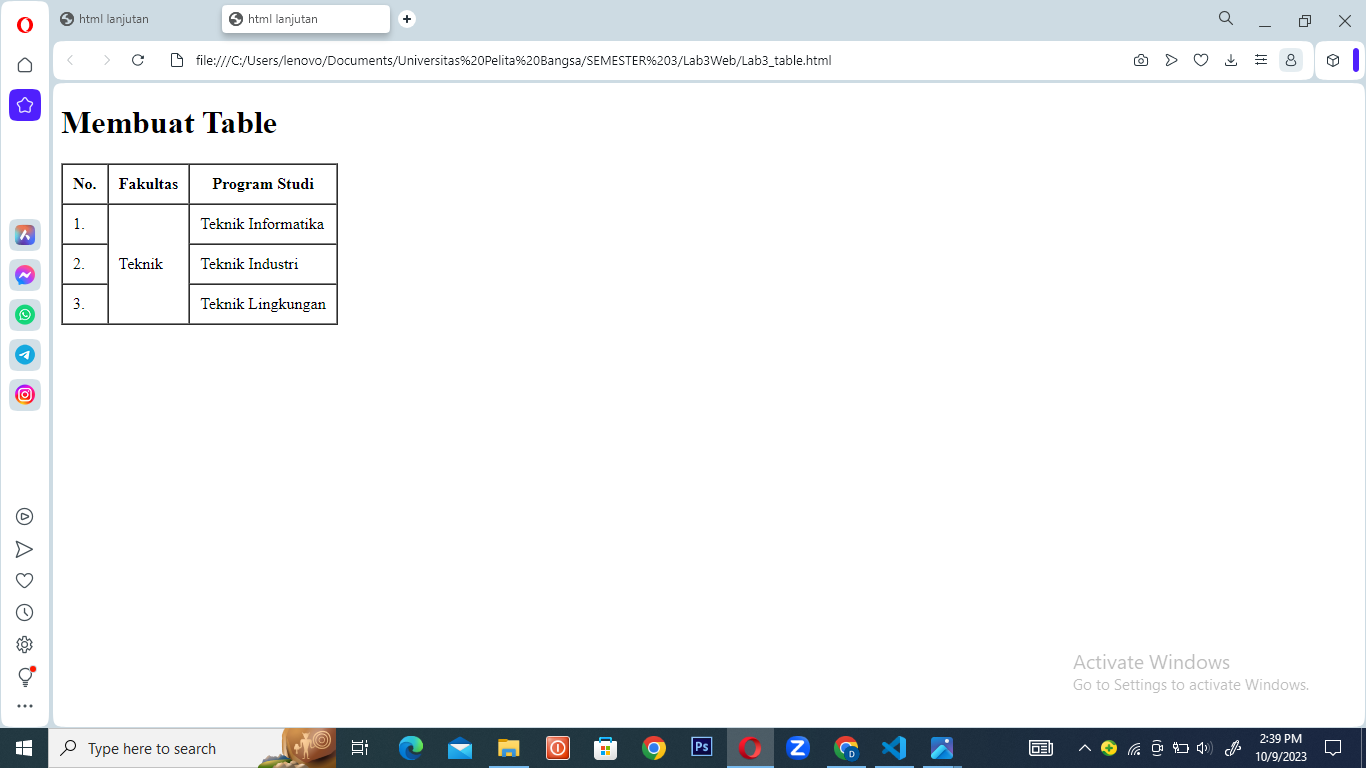 html lanjutan
html lanjutan
file:///C:/Users/lenovo/Documents/Universitas%20Pelita%20Bangsa/SEMESTER%203/Lab3Web/Lab3_table.html
Membuat Table
No. Fakultas Program Studi
1. Teknik Informatika
2. Teknik Teknik Industri
3. Teknik Lingkungan
Activate Windows
Go to Settings to activate Windows.
Type here to search
Ps
D
2:39 PM
10/9/2023